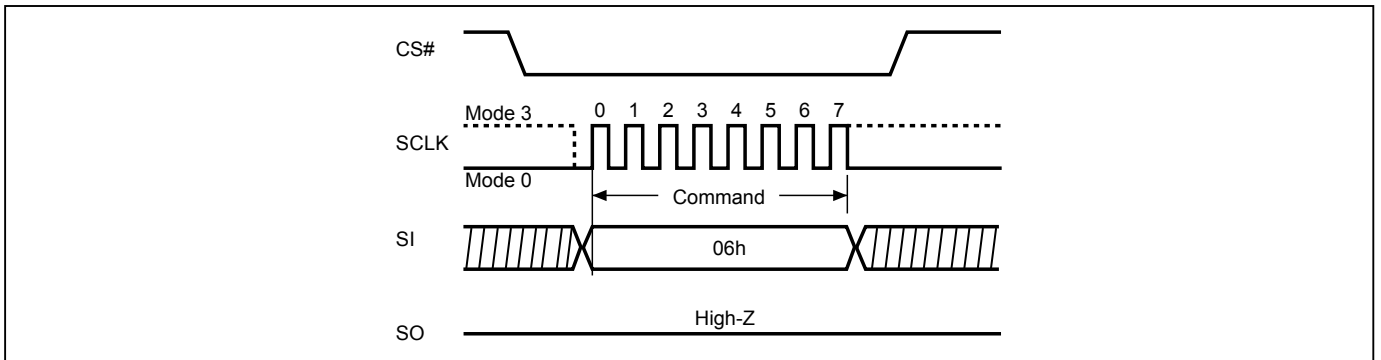 CS#
Mode 3 0 1 2 3 4 5 6 7
SCLK
Mode 0
Command
SI 06h
High-Z
SO